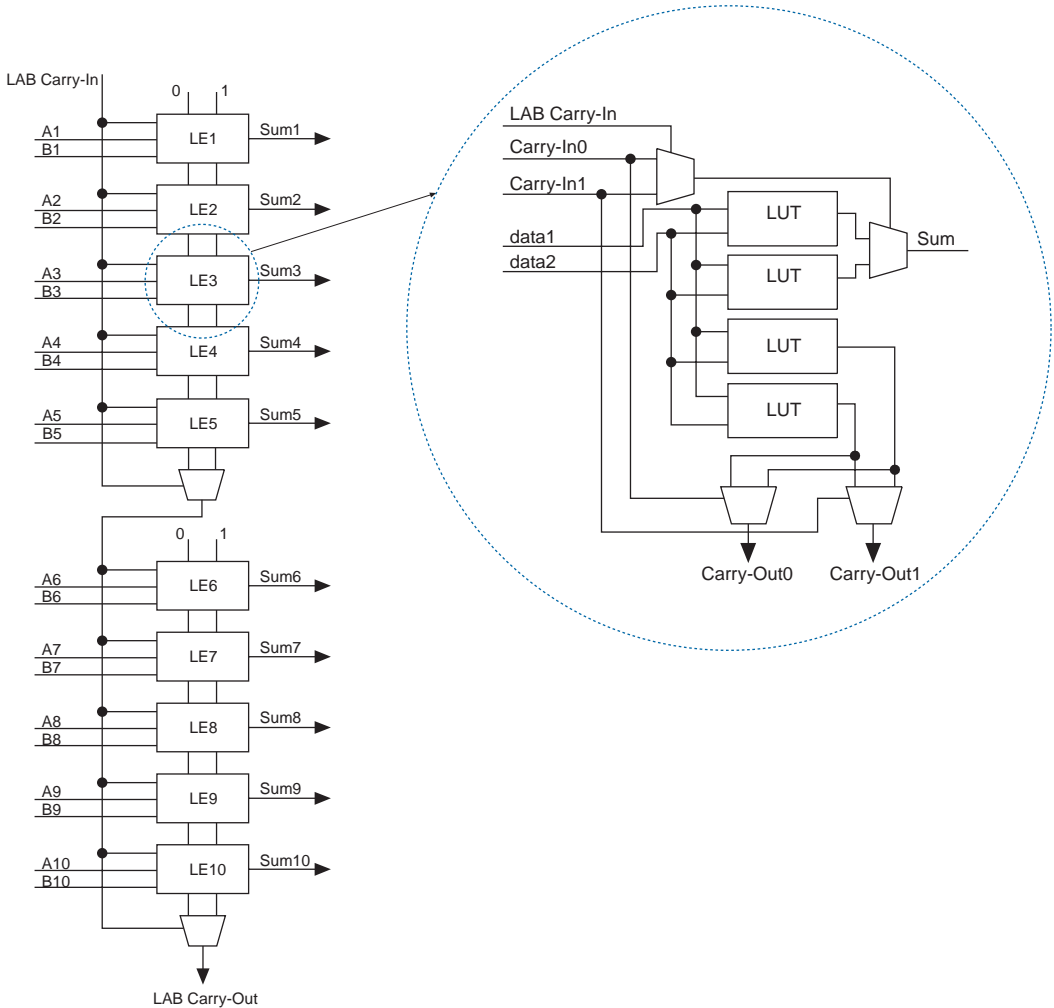 LAB Carry-In
0 1
A1
B1
LE1
Sum1
A2
B2
LE2
Sum2
A3
B3
LE3
Sum3
A4
B4
LE4
Sum4
A5
B5
LE5
Sum5
0 1
A6
B6
LE6
Sum6
A7
B7
LE7
Sum7
A8
B8
LE8
Sum8
A9
B9
LE9
Sum9
A10
B10
LE10
Sum10
LAB Carry-Out
LAB Carry-In
Carry-In0
Carry-In1
data1
data2
LUT
LUT
LUT
LUT
Sum
Carry-Out0
Carry-Out1